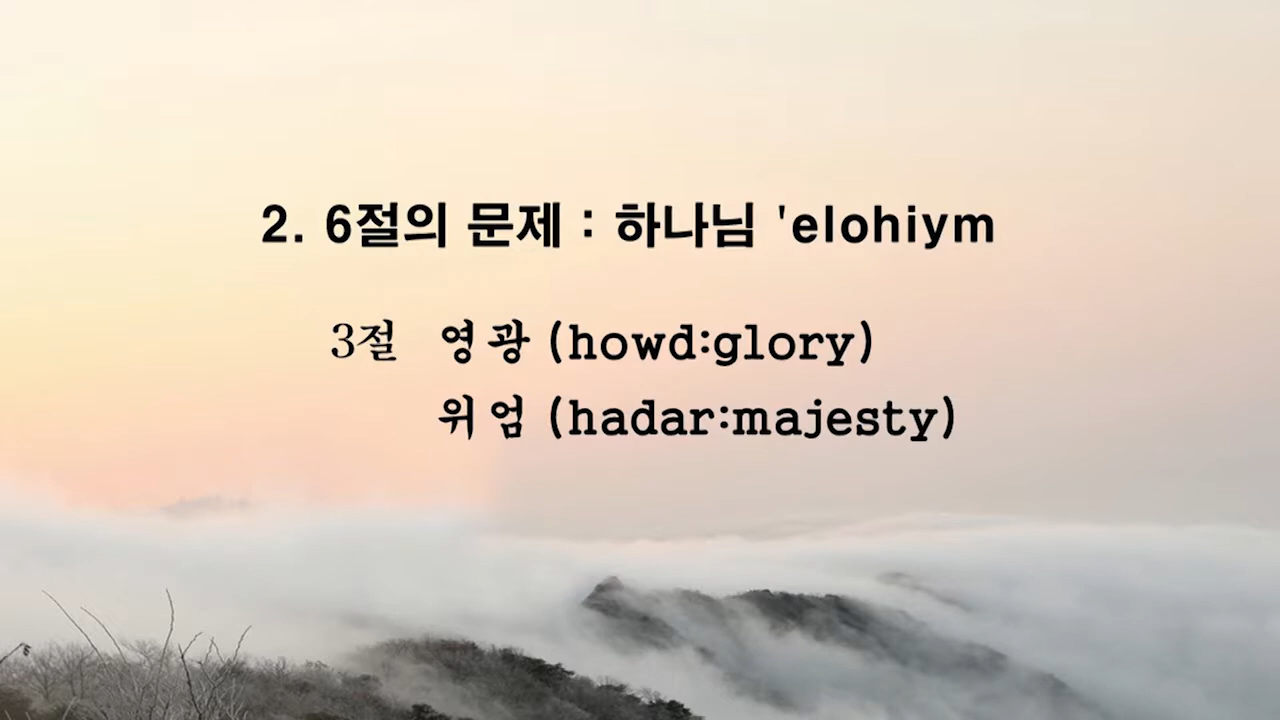 2. 6절의 문제 : 하나님 'elohiym
3절 영광 (howd:glory)
위엄 (hadar:majesty)